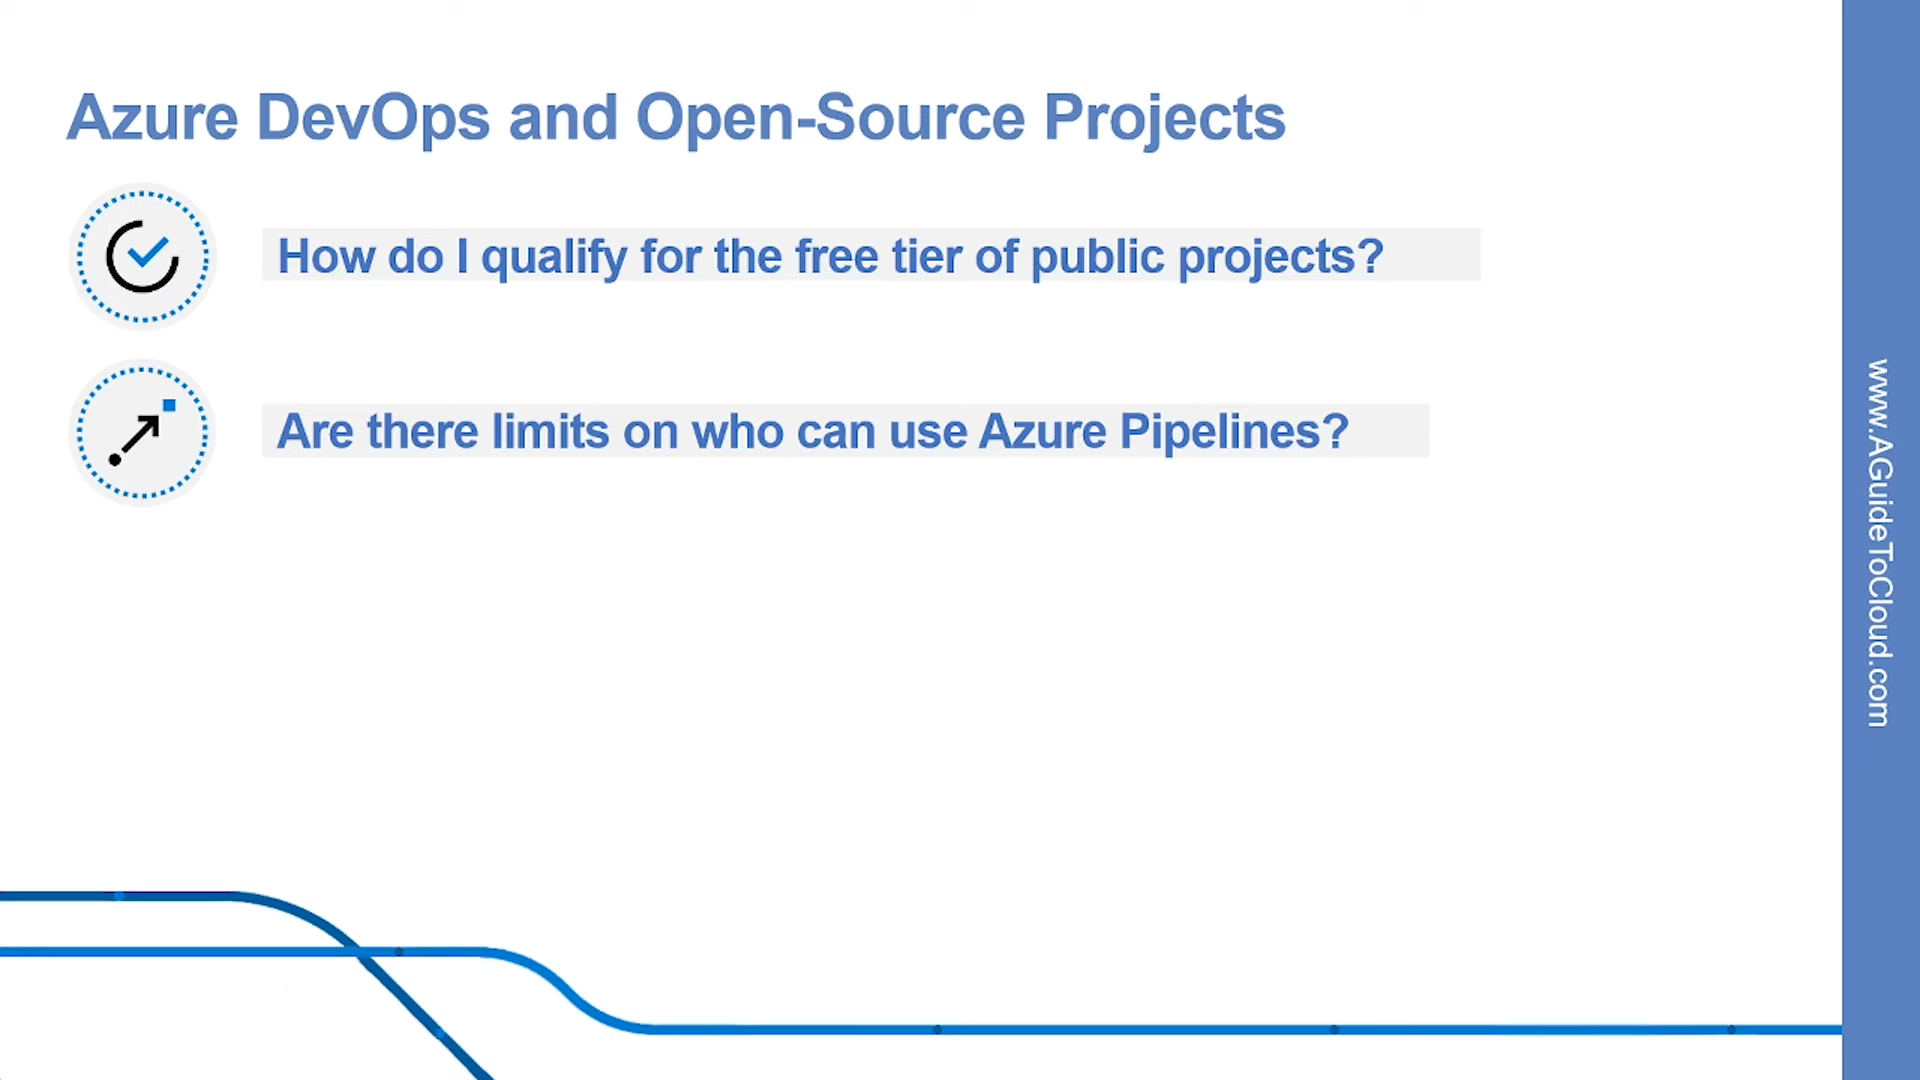 Azure DevOps and Open-Source Projects
How do I qualify for the free tier of public projects?
Are there limits on who can use Azure Pipelines?
www.AGuideToCloud.com